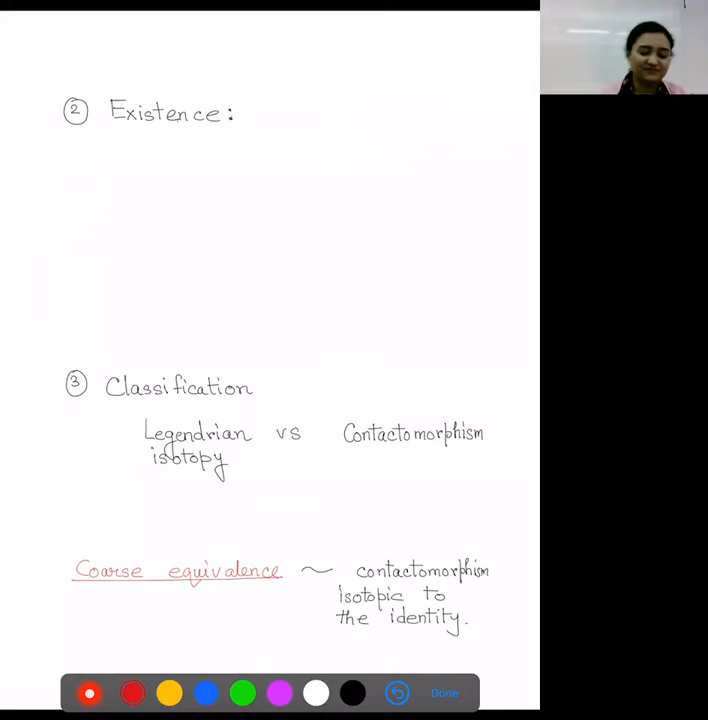 ② Existence:
③ Classification
Legendrian vs Contactomorphism
isotopy
Coarse equivalence ~ contactomorphism
isotopic to
the identity.
Done